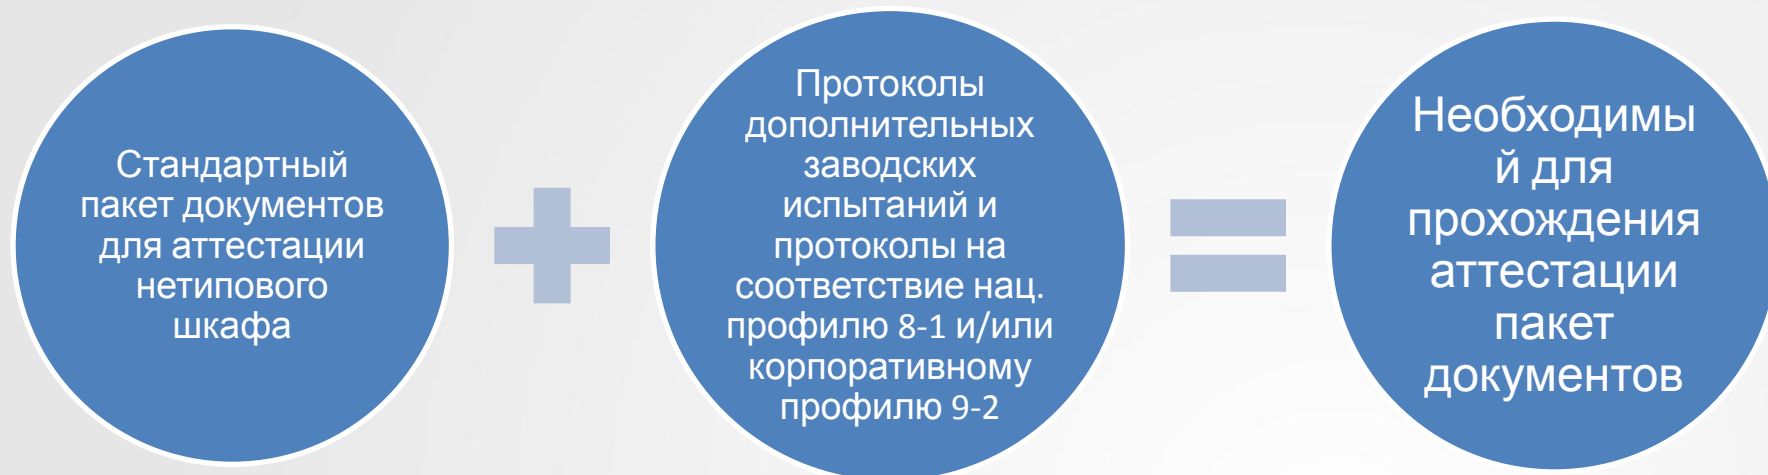 Стандартный
пакет документов
для аттестации
нетипового
шкафа
Протоколы
дополнительных
заводских
испытаний и
протоколы на
соответствие нац.
профилю 8-1 и/или
корпоративному
профилю 9-2
Необходимы
й для
прохождения
аттестации
пакет
документов